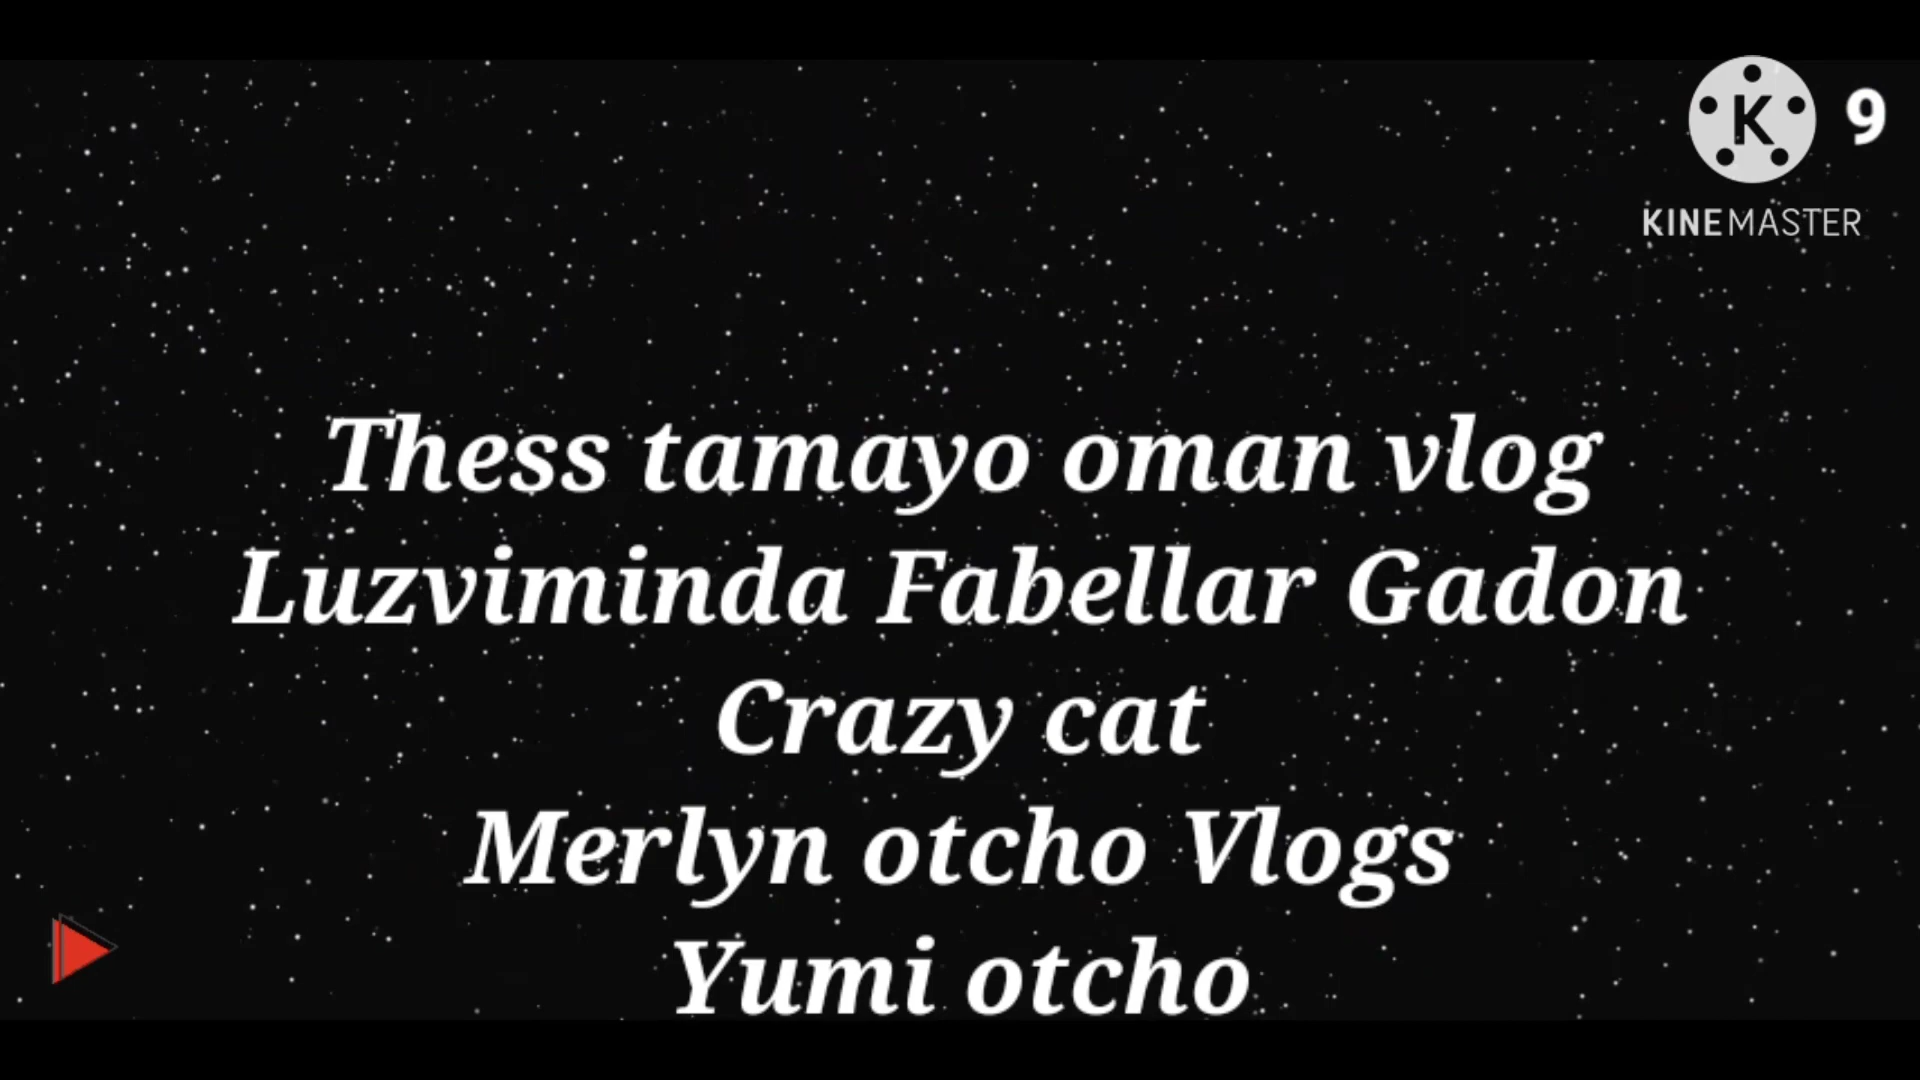 K 9
KINEMASTER
Thess tamayo oman vlog
Luzviminda Fabellar Gadon
Crazy cat
Merlyn otcho Vlogs
Yumi otcho